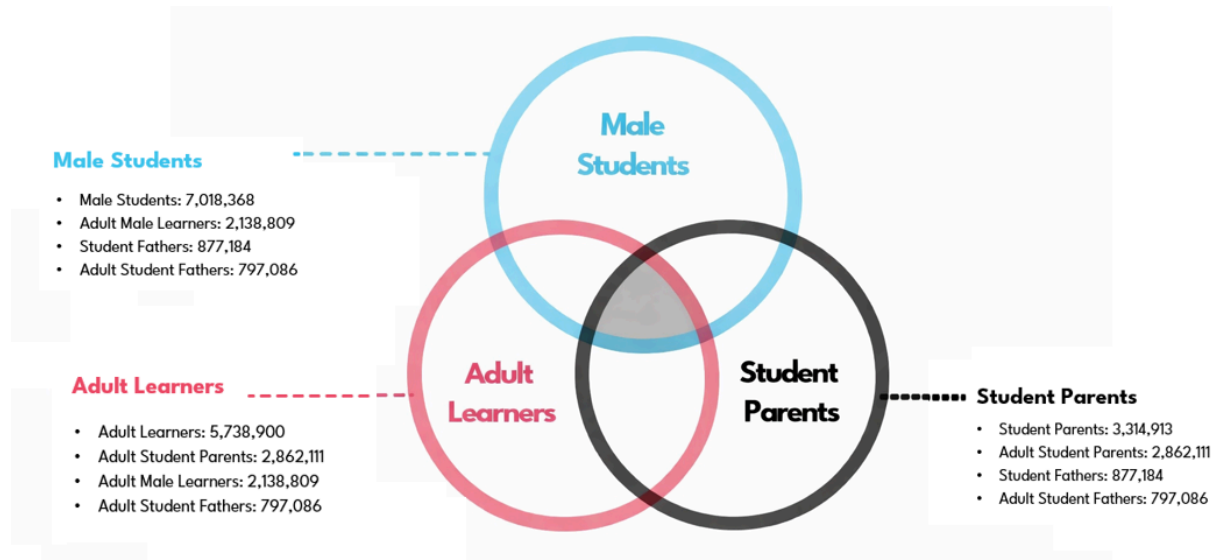 Male
Students
Male Students
• Male Students: 7,018,368
• Adult Male Learners: 2,138,809
• Student Fathers: 877,184
• Adult Student Fathers: 797,086
Adult
Learners
Student
Parents
Adult Learners
• Adult Learners: 5,738,900
• Adult Student Parents: 2,862,111
• Adult Male Learners: 2,138,809
• Adult Student Fathers: 797,086
Student Parents
• Student Parents: 3,314,913
• Adult Student Parents: 2,862,111
• Student Fathers: 877,184
• Adult Student Fathers: 797,086